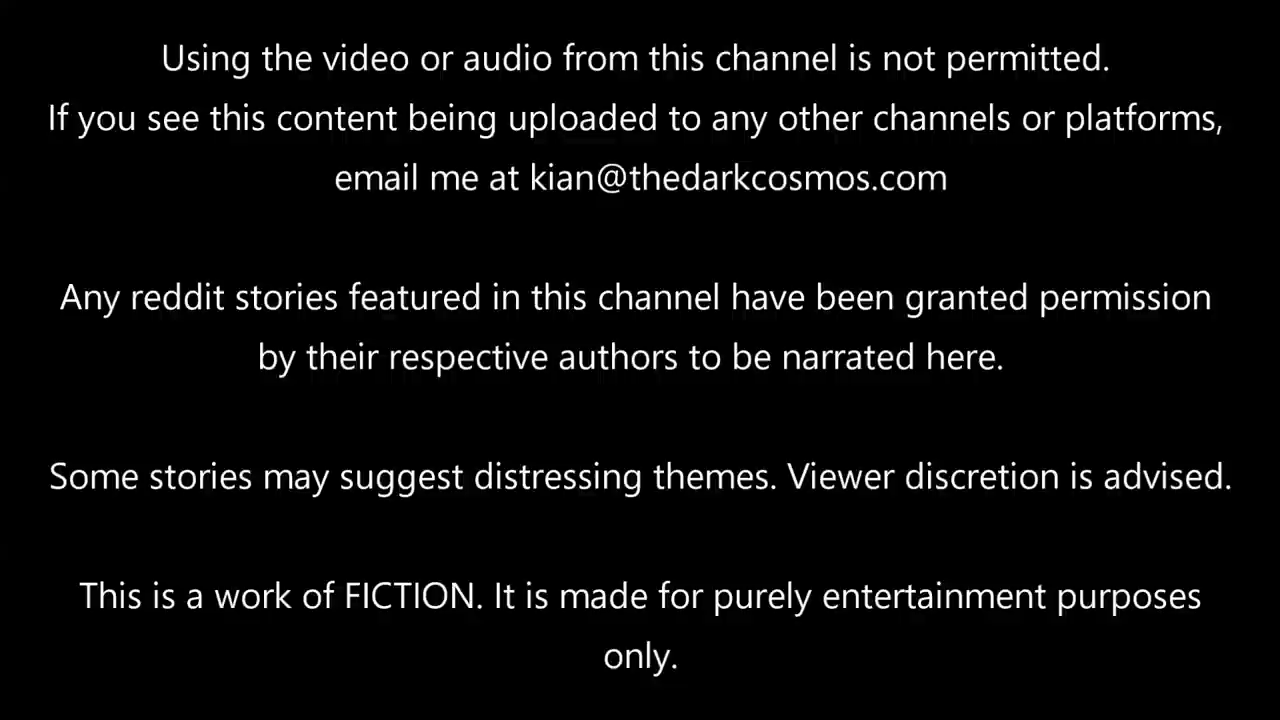 Using the video or audio from this channel is not permitted.
If you see this content being uploaded to any other channels or platforms,
email me at kian@thedarkcosmos.com
Any reddit stories featured in this channel have been granted permission
by their respective authors to be narrated here.
Some stories may suggest distressing themes. Viewer discretion is advised.
This is a work of FICTION. It is made for purely entertainment purposes
only.